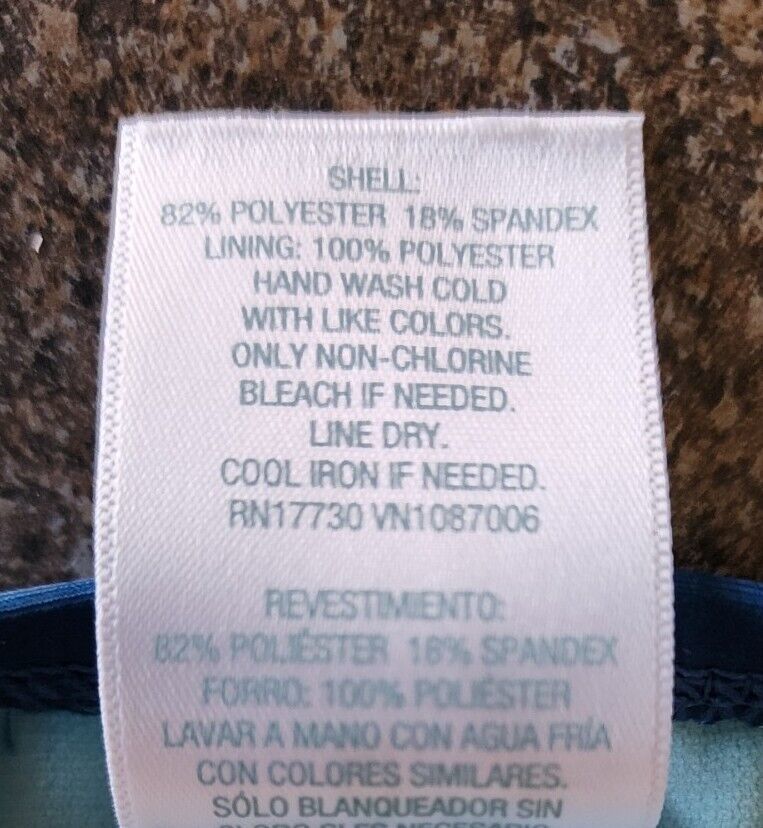 SHELL:
82% POLYESTER 18% SPANDEX
LINING: 100% POLYESTER
HAND WASH COLD
WITH LIKE COLORS.
ONLY NON-CHLORINE
BLEACH IF NEEDED.
LINE DRY.
COOL IRON IF NEEDED.
RN17730 VN1087006
REVESTIMIENTO:
82% POLIÉSTER 18% SPANDEX
FORRO: 100% POLIÉSTER
LAVAR A MANO CON AGUA FRÍA
CON COLORES SIMILARES.
SÓLO BLANQUEADOR SIN